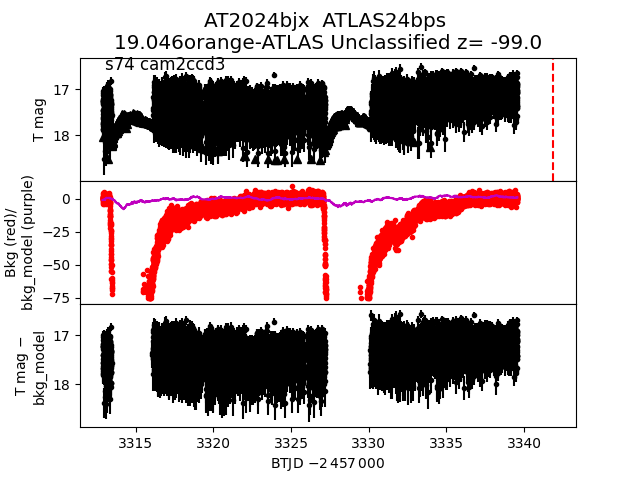 AT2024bjx  ATLAS24bps
19.046orange-ATLAS Unclassified z= -99.0
s74 cam2ccd3
T mag
17
18
Bkg (red)/
bkg_model (purple)
0
−25
−50
−75
T mag −
bkg_model
17
18
3315
3320
3325
3330
3335
3340
BTJD −2 457 000